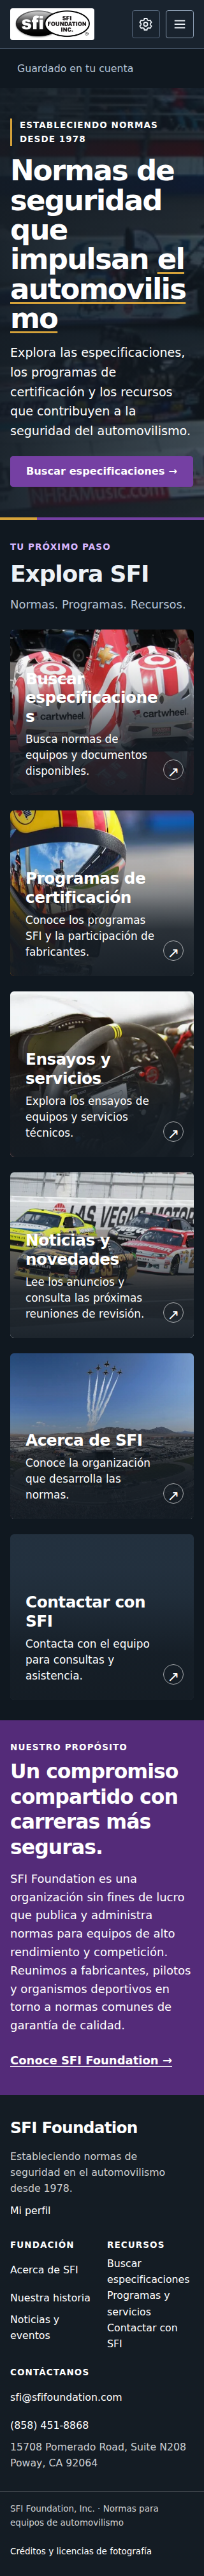 sfi SFI FOUNDATION INC.
Guardado en tu cuenta
ESTABLECIENDO NORMAS
DESDE 1978
Normas de
seguridad
que
impulsan el
automovilis
mo
Explora las especificaciones,
los programas de
certificación y los recursos
que contribuyen a la
seguridad del automovilismo.
Buscar especificaciones →
NHRAMusic.com
TU PRÓXIMO PASO
Explora SFI
Normas. Programas. Recursos.
cartwheel
cartwheel
Buscar
especificacione
s
Busca normas de
equipos y documentos
disponibles.
↗
Programas de
certificación
Conoce los programas
SFI y la participación de
fabricantes.
↗
Ensayos y
servicios
Explora los ensayos de
equipos y servicios
técnicos.
↗
LAS VEGAS MOTOR
Noticias y
novedades
Lee los anuncios y
consulta las próximas
reuniones de revisión.
↗
Acerca de SFI
Conoce la organización
que desarrolla las
normas.
↗
Contactar con
SFI
Contacta con el equipo
para consultas y
asistencia.
↗
NUESTRO PROPÓSITO
Un compromiso
compartido con
carreras más
seguras.
SFI Foundation es una
organización sin fines de lucro
que publica y administra
normas para equipos de alto
rendimiento y competición.
Reunimos a fabricantes, pilotos
y organismos deportivos en
torno a normas comunes de
garantía de calidad.
Conoce SFI Foundation →
SFI Foundation
Estableciendo normas de
seguridad en el automovilismo
desde 1978.
Mi perfil
FUNDACIÓN
Acerca de SFI
Nuestra historia
Noticias y
eventos
RECURSOS
Buscar
especificaciones
Programas y
servicios
Contactar con
SFI
CONTÁCTANOS
sfi@sfifoundation.com
(858) 451-8868
15708 Pomerado Road, Suite N208
Poway, CA 92064
SFI Foundation, Inc. · Normas para
equipos de automovilismo
Créditos y licencias de fotografía